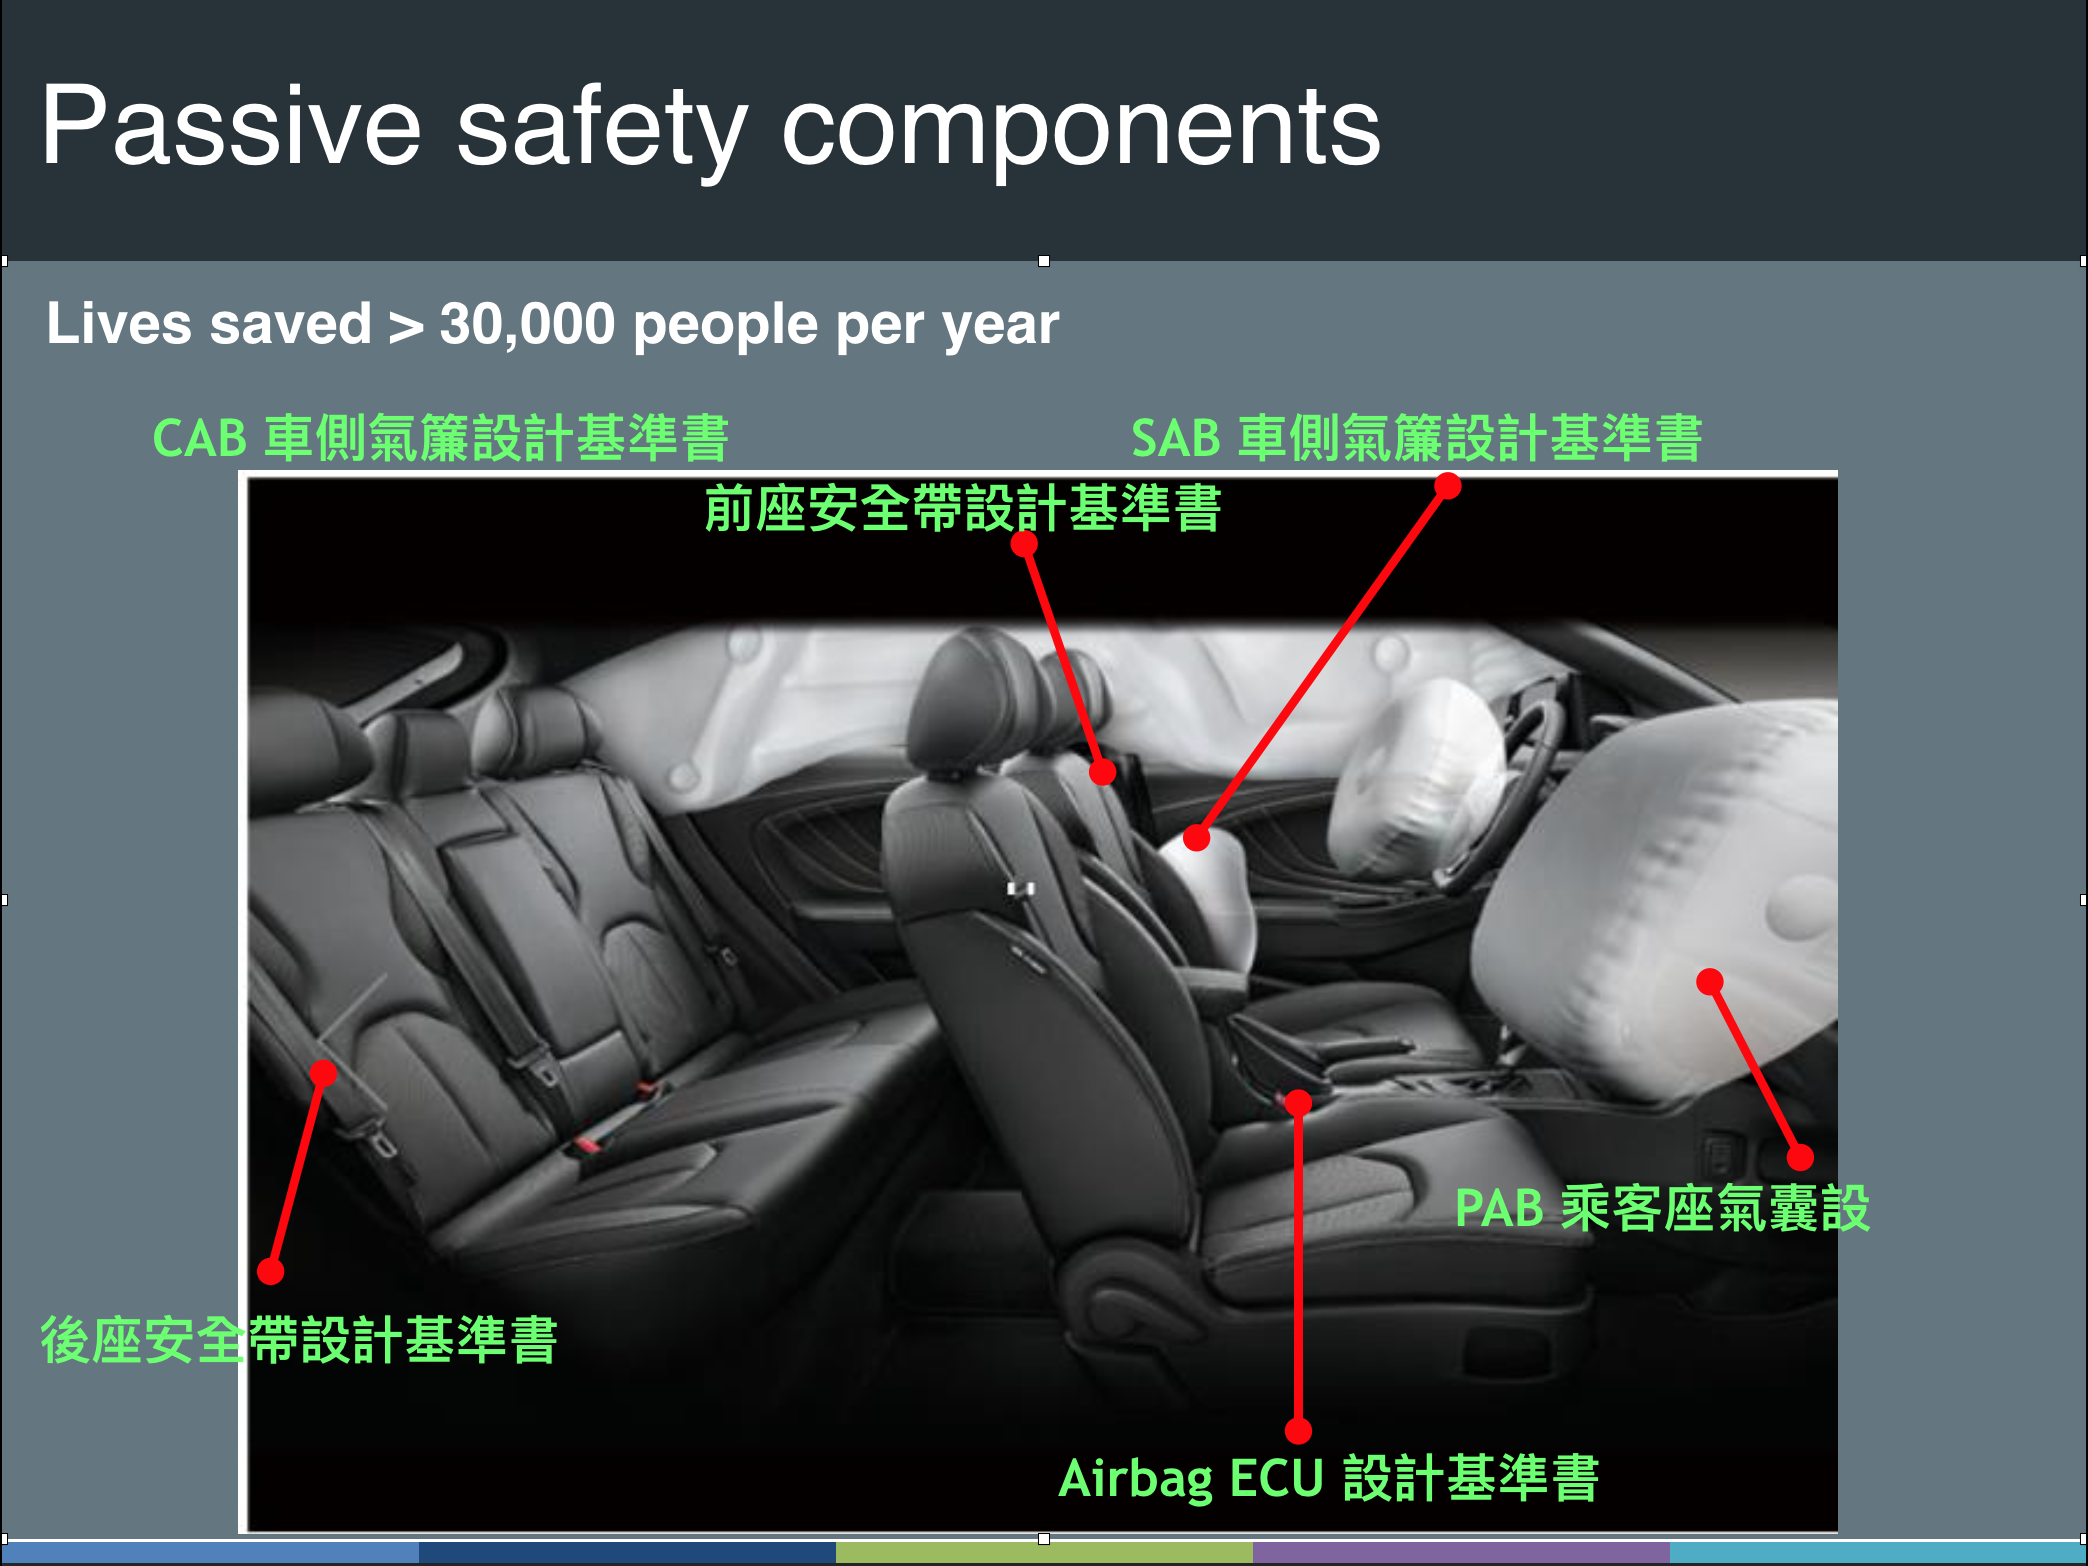 Passive safety components
Lives saved > 30,000 people per year
CAB 車側氣簾設計基準書
SAB 車側氣簾設計基準書
前座安全帶設計基準書
PAB 乘客座氣囊設
後座安全帶設計基準書
Airbag ECU 設計基準書